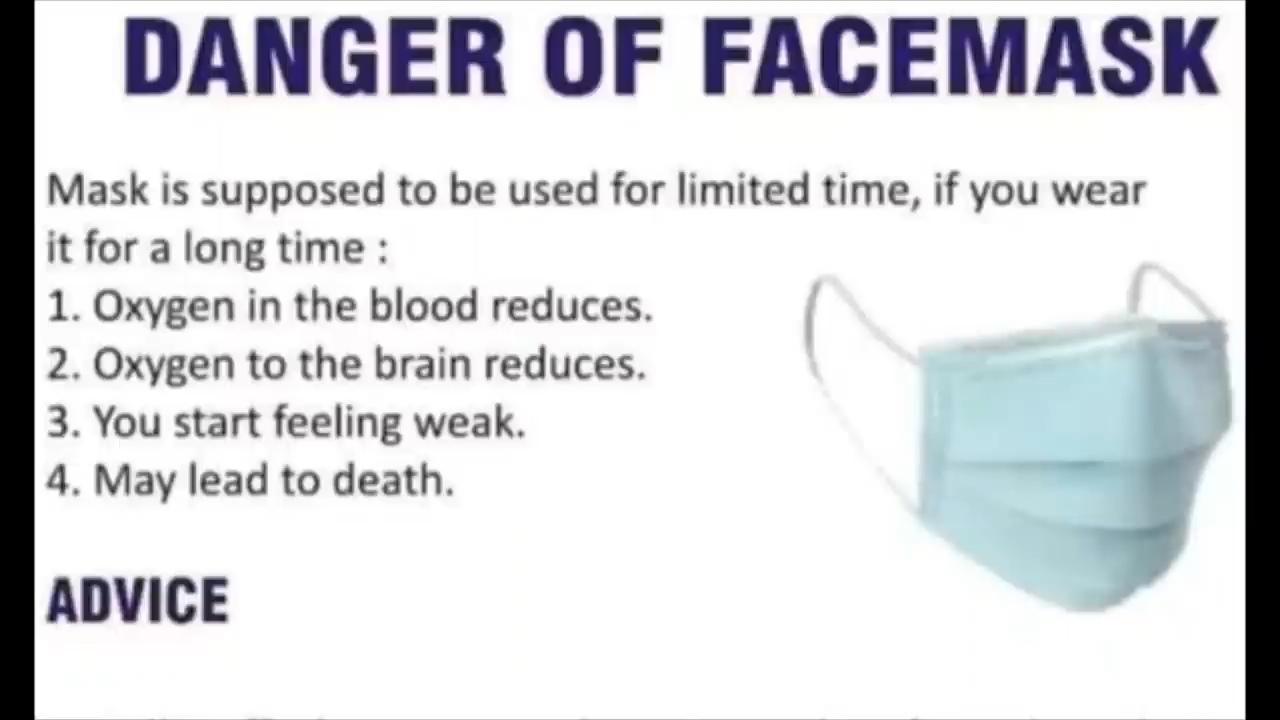 DANGER OF FACEMASK
Mask is supposed to be used for limited time, if you wear
it for a long time :
1. Oxygen in the blood reduces.
2. Oxygen to the brain reduces.
3. You start feeling weak.
4. May lead to death.
ADVICE